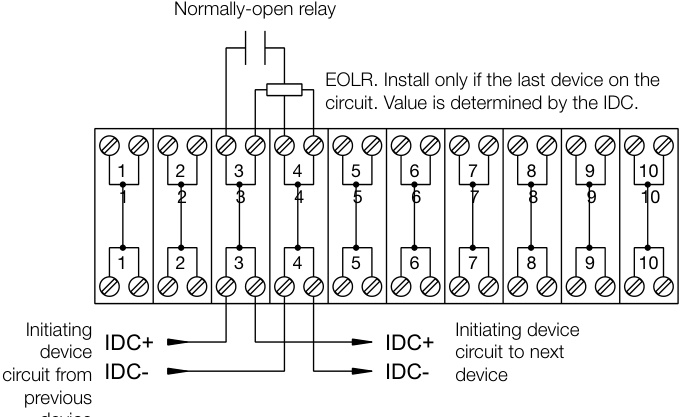 Normally-open relay
EOLR. Install only if the last device on the
circuit. Value is determined by the IDC.
1 2 3 4 5 6 7 8 9 10
1 2 3 4 5 6 7 8 9 10
1 2 3 4 5 6 7 8 9 10
Initiating
device
circuit from
previous
device
IDC+
IDC-
IDC+
IDC-
Initiating device
circuit to next
device